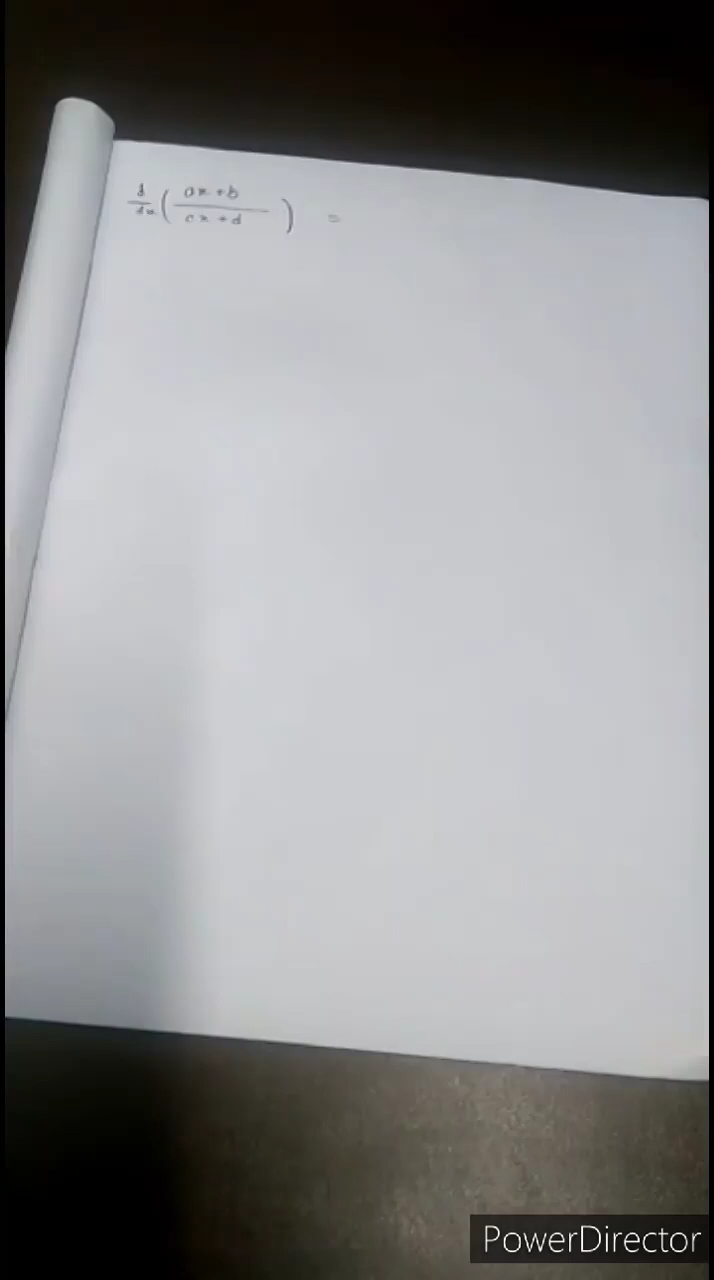 d/dx ( ax+b / cx+d ) =
PowerDirector